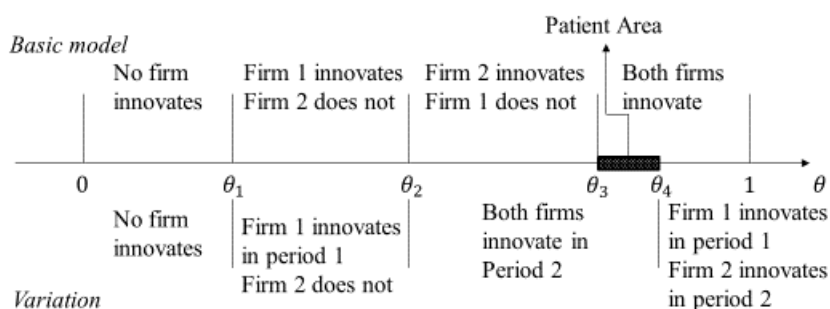 Patient Area
Basic model
No firm innovates
Firm 1 innovates
Firm 2 does not
Firm 2 innovates
Firm 1 does not
Both firms
innovate
0 θ₁ θ₂ θ₃ θ₄ 1 θ
No firm
innovates
Firm 1 innovates
in period 1
Firm 2 does not
Both firms
innovate in
Period 2
Firm 1 innovates
in period 1
Firm 2 innovates
in period 2
Variation